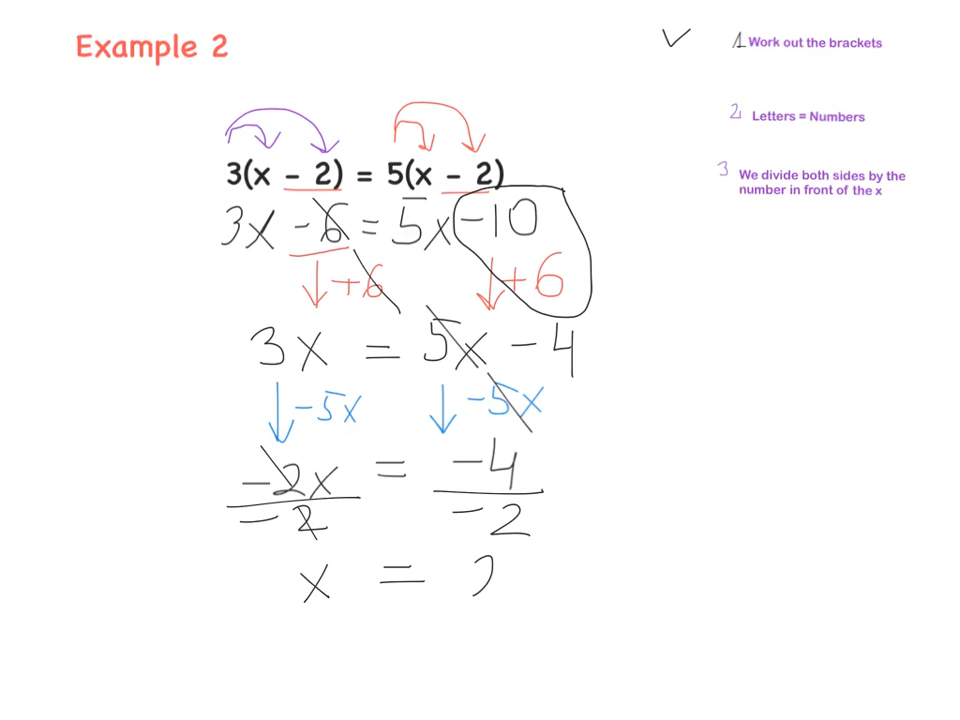 Example 2
1 Work out the brackets
2 Letters = Numbers
3 We divide both sides by the
number in front of the x
3(x - 2) = 5(x - 2)
3x - 6 = 5x - 10
+6 +6
3x = 5x - 4
-5x -5x
-2x = -4
-2 -2
x =